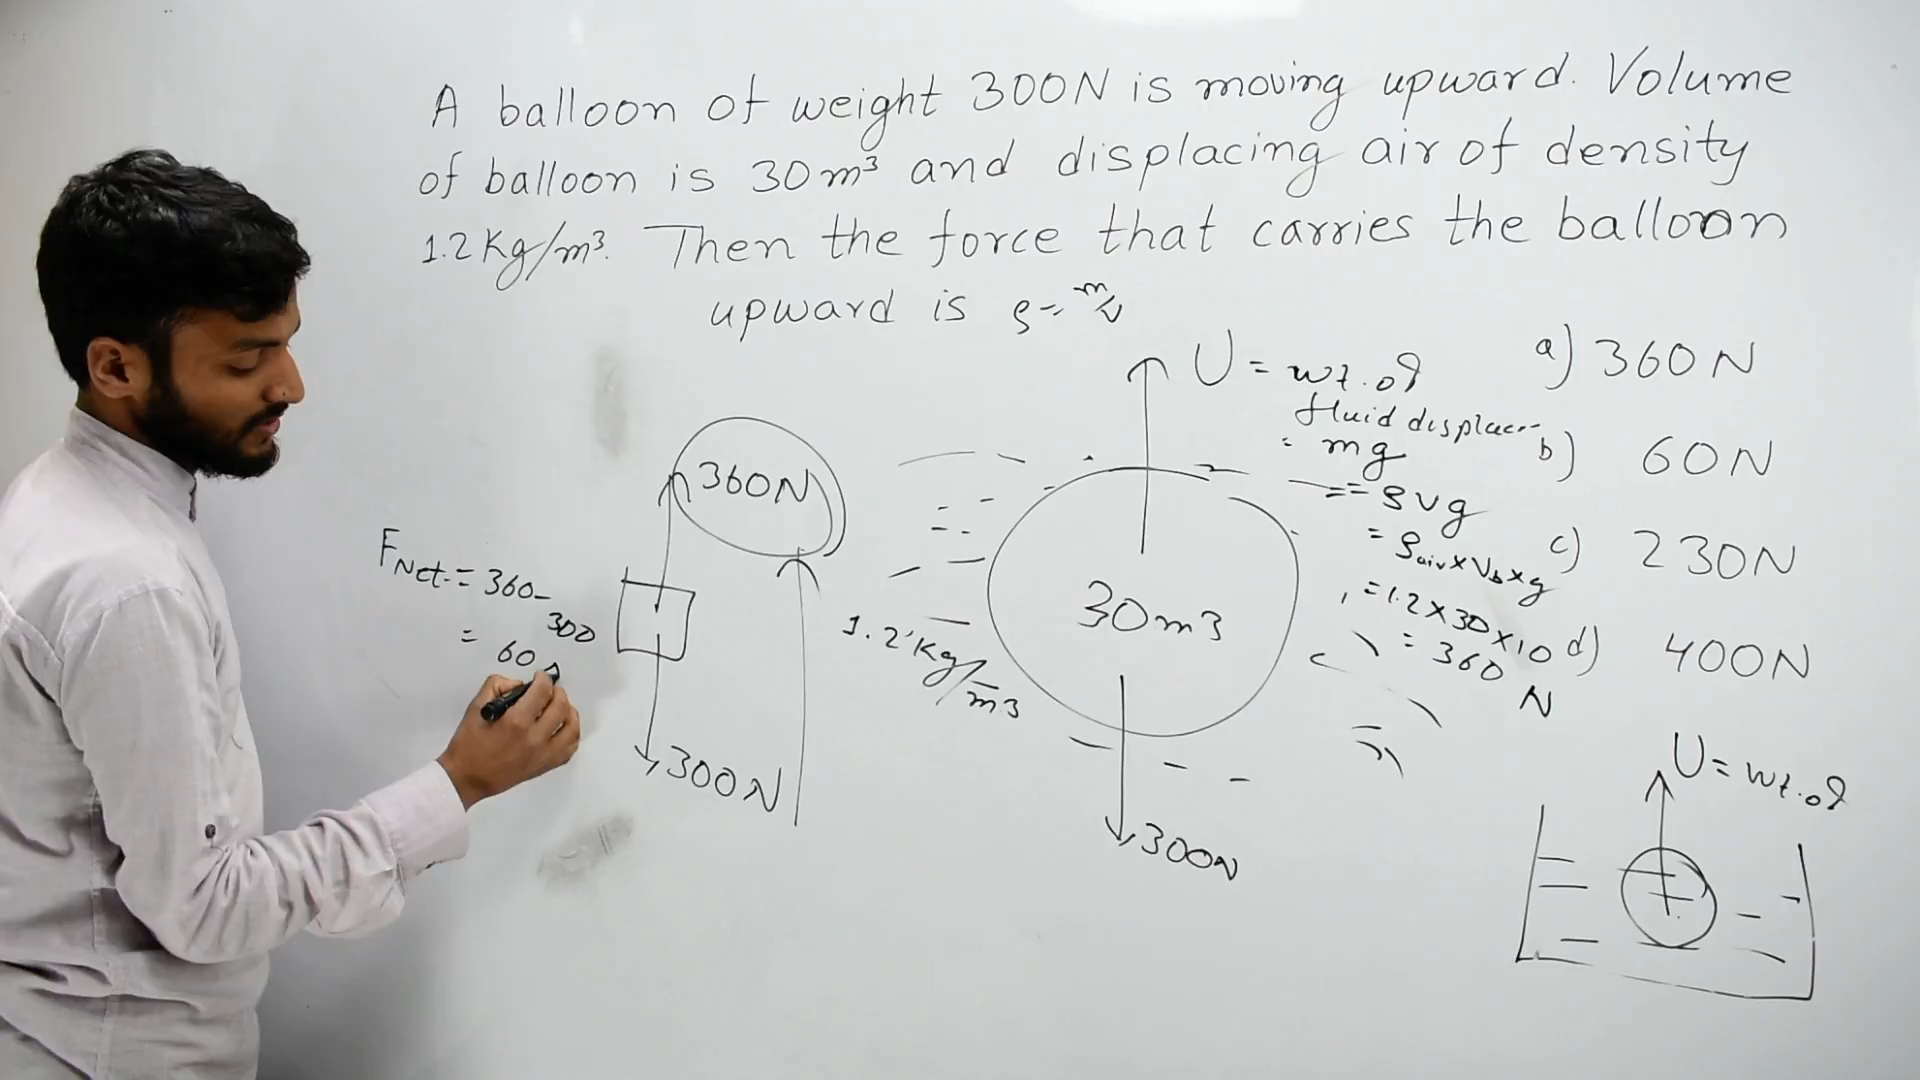 A balloon of weight 300N is moving upward. Volume
of balloon is 30m³ and displacing air of density
1.2Kg/m³. Then the force that carries the balloon
upward is ρ = m/v
a) 360N
b) 60N
c) 230N
d) 400N
U = wt. of
fluid displace
= mg
= ρvg
= ρair × Vb × g
= 1.2 × 30 × 10
= 360
N
30m3
1.2 Kg/m3
300N
360N
300N
FNet = 360-
300
= 60
U = wt. of